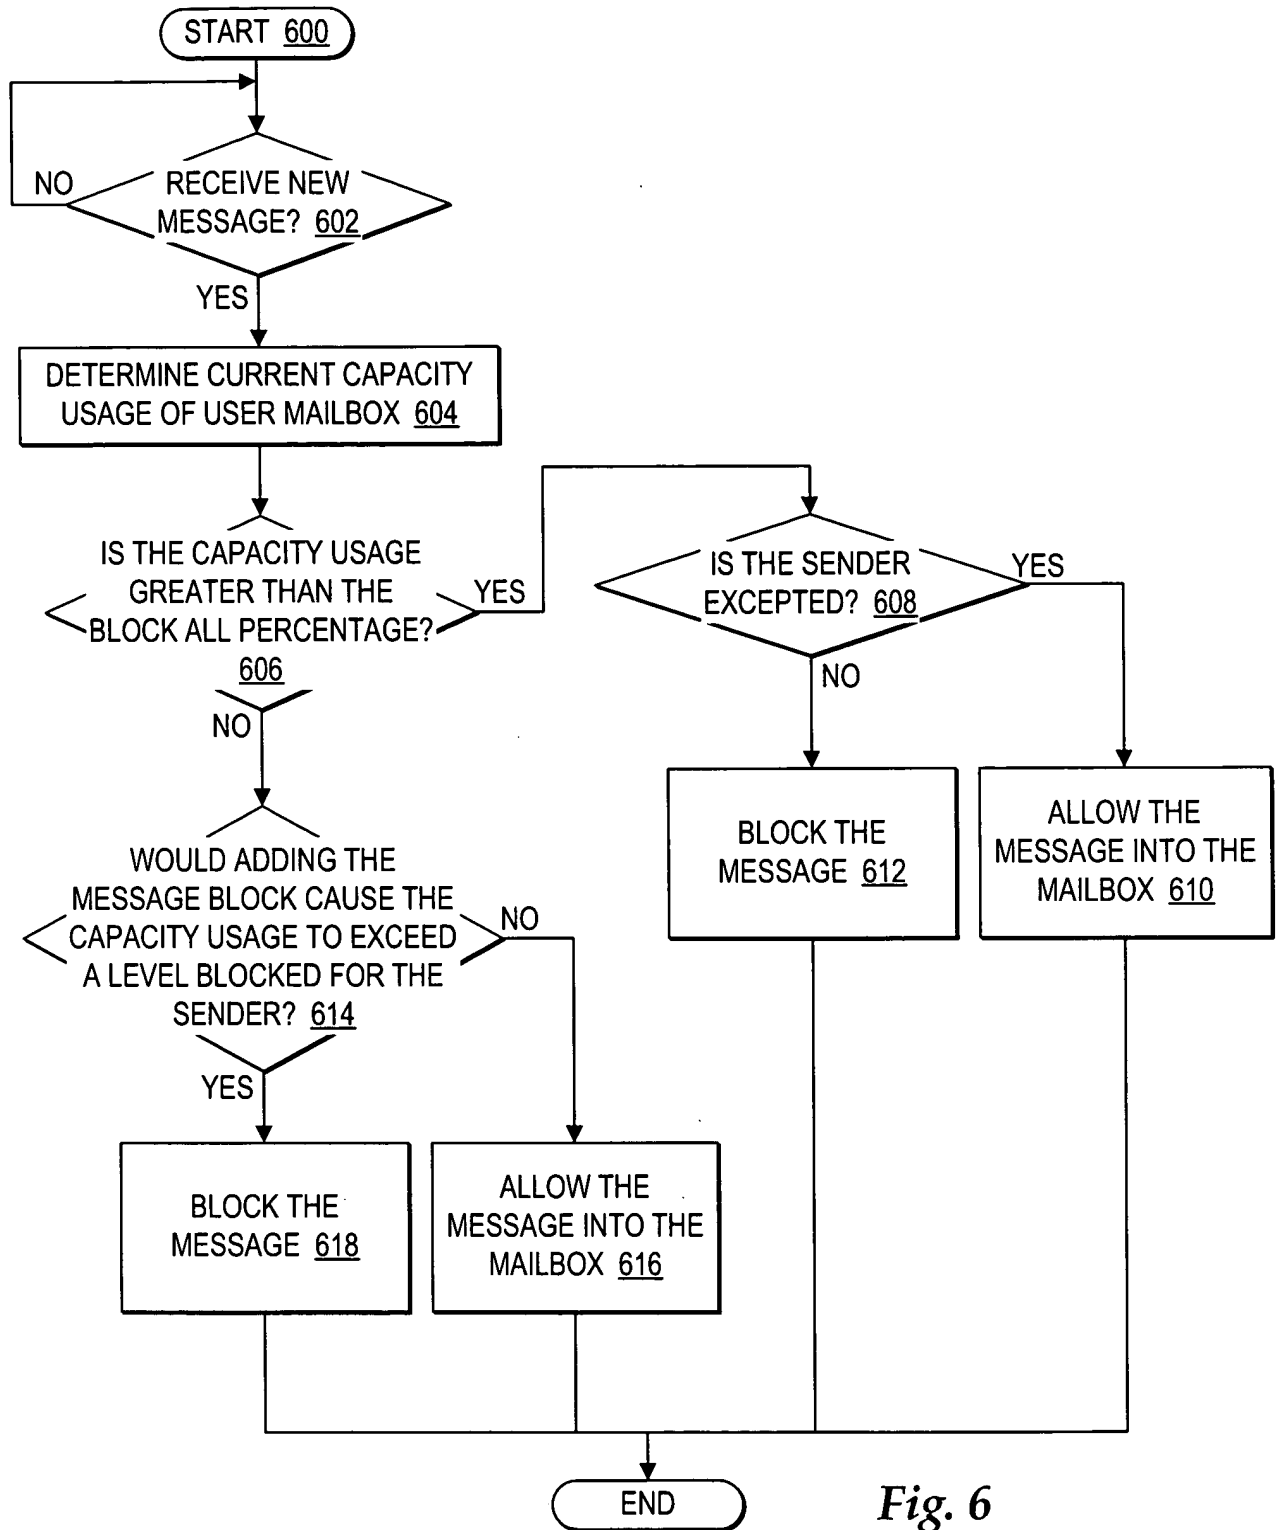 START 600
NO
RECEIVE NEW
MESSAGE? 602
YES
DETERMINE CURRENT CAPACITY
USAGE OF USER MAILBOX 604
IS THE CAPACITY USAGE
GREATER THAN THE
BLOCK ALL PERCENTAGE?
606
YES
NO
IS THE SENDER
EXCEPTED? 608
YES
NO
BLOCK THE
MESSAGE 612
ALLOW THE
MESSAGE INTO THE
MAILBOX 610
WOULD ADDING THE
MESSAGE BLOCK CAUSE THE
CAPACITY USAGE TO EXCEED
A LEVEL BLOCKED FOR THE
SENDER? 614
NO
YES
BLOCK THE
MESSAGE 618
ALLOW THE
MESSAGE INTO THE
MAILBOX 616
END
Fig. 6